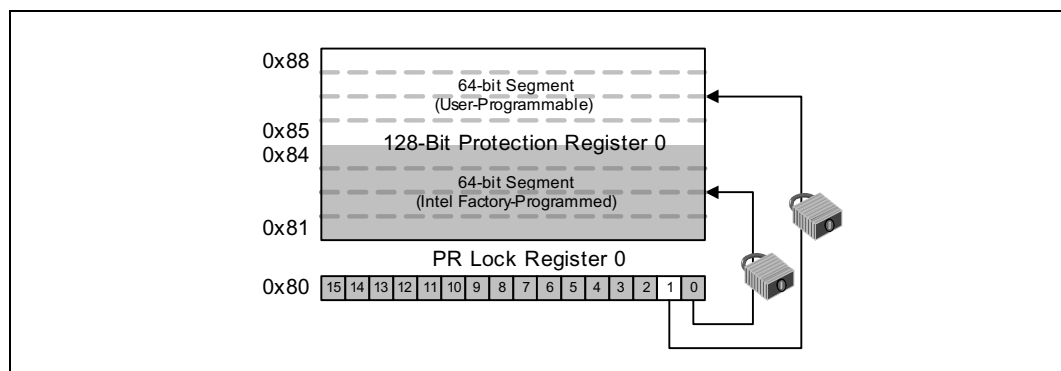 0x88
64-bit Segment
(User-Programmable)
0x85
128-Bit Protection Register 0
0x84
64-bit Segment
(Intel Factory-Programmed)
0x81
PR Lock Register 0
0x80 15 14 13 12 11 10 9 8 7 6 5 4 3 2 1 0